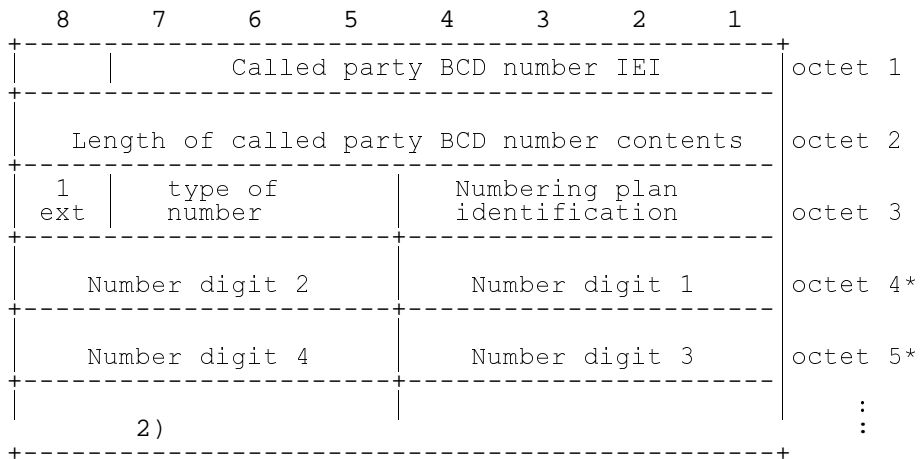 8 7 6 5 4 3 2 1
Called party BCD number IEI octet 1
Length of called party BCD number contents octet 2
1 type of Numbering plan
ext number identification octet 3
Number digit 2 Number digit 1 octet 4*
Number digit 4 Number digit 3 octet 5*
:
2) :